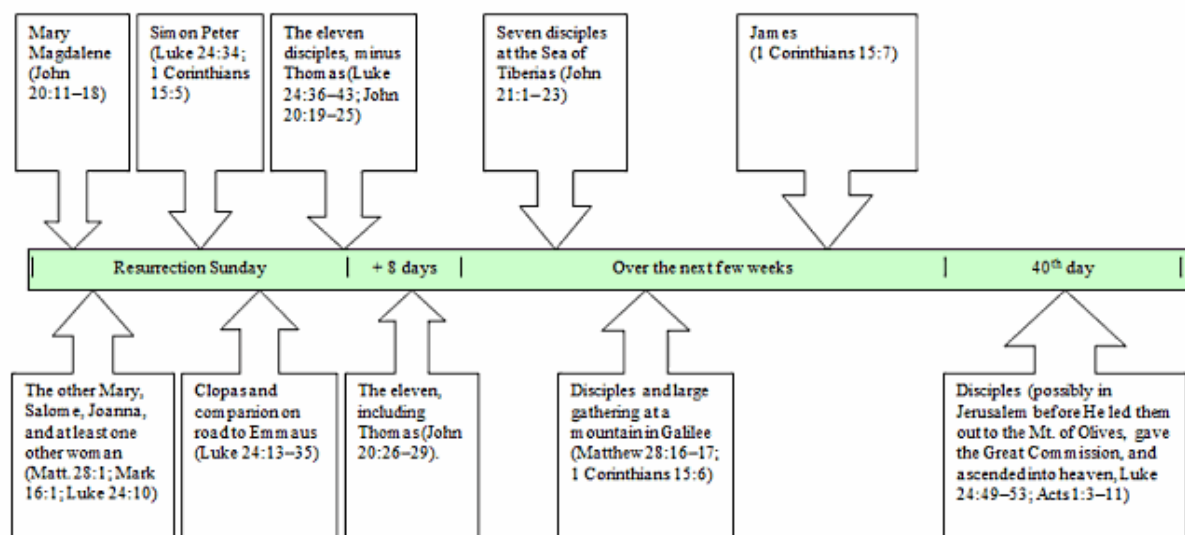 Mary
Magdalene
(John
20:11–18)
Simon Peter
(Luke 24:34;
1 Corinthians
15:5)
The eleven
disciples, minus
Thomas (Luke
24:36–43; John
20:19–25)
Seven disciples
at the Sea of
Tiberias (John
21:1–23)
James
(1 Corinthians 15:7)
| Resurrection Sunday | + 8 days | Over the next few weeks | 40th day |
The other Mary,
Salome, Joanna,
and at least one
other woman
(Matt. 28:1; Mark
16:1; Luke 24:10)
Clopas and
companion on
road to Emmaus
(Luke 24:13–35)
The eleven,
including
Thomas (John
20:26–29).
Disciples and large
gathering at a
mountain in Galilee
(Matthew 28:16–17;
1 Corinthians 15:6)
Disciples (possibly in
Jerusalem before He led them
out to the Mt. of Olives, gave
the Great Commission, and
ascended into heaven, Luke
24:49–53; Acts 1:3–11)